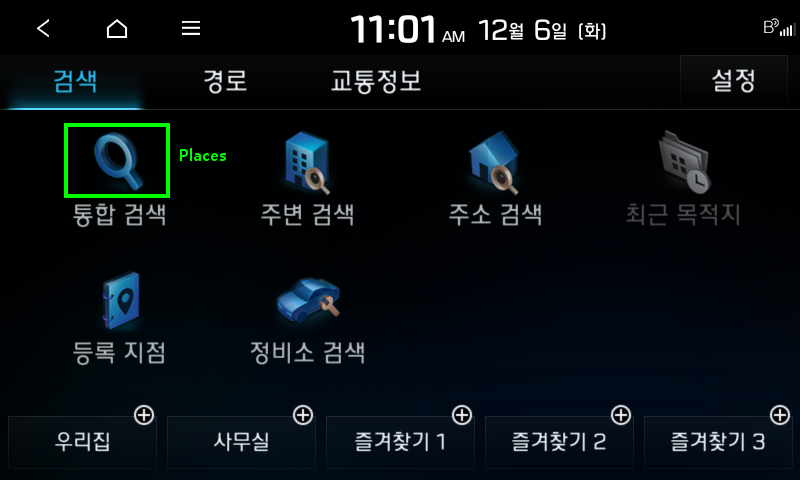 11:01 AM 12월 6일 (화) B
검색 경로 교통정보 설정
Places
통합 검색 주변 검색 주소 검색 최근 목적지
등록 지점 정비소 검색
우리집 사무실 즐겨찾기 1 즐겨찾기 2 즐겨찾기 3